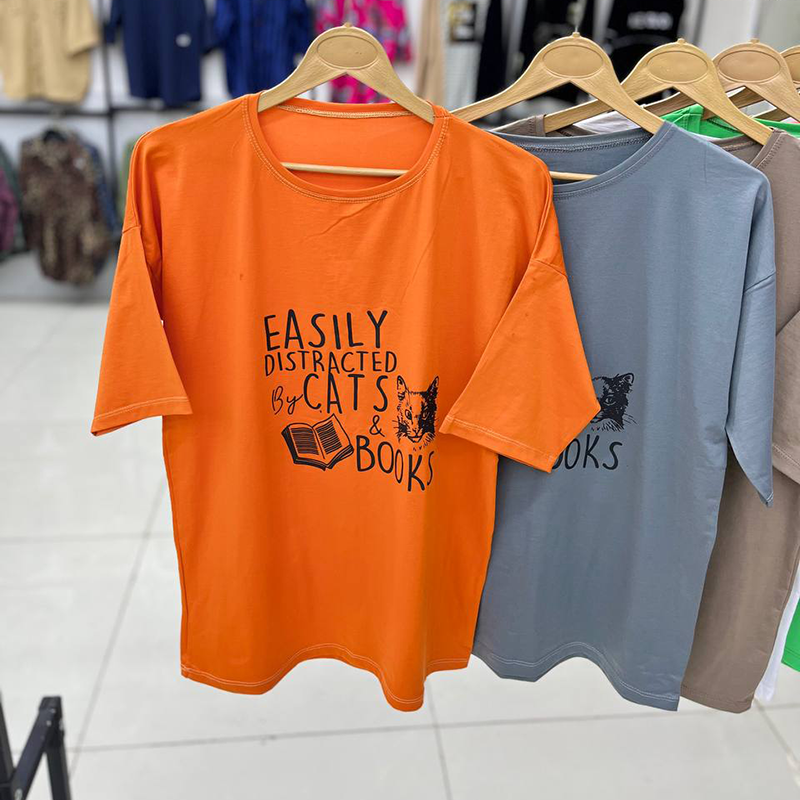 EASILY
DISTRACTED
By CATS
&
BOOKS
OOKS